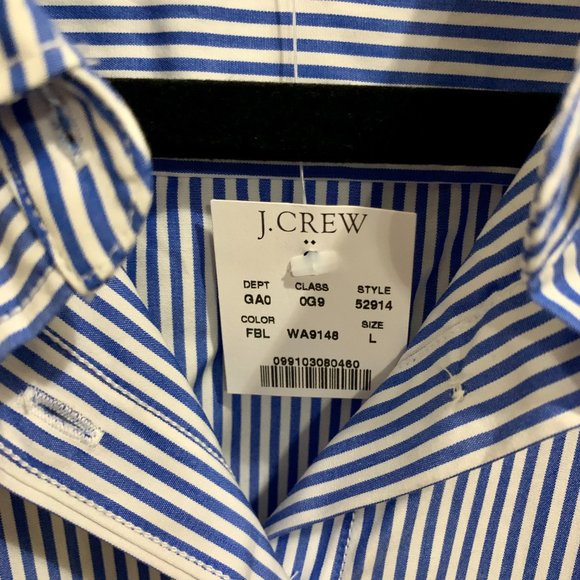 J.CREW
DEPT CLASS STYLE
GA0 0G9 52914
COLOR SIZE
FBL WA9148 L
099103080460